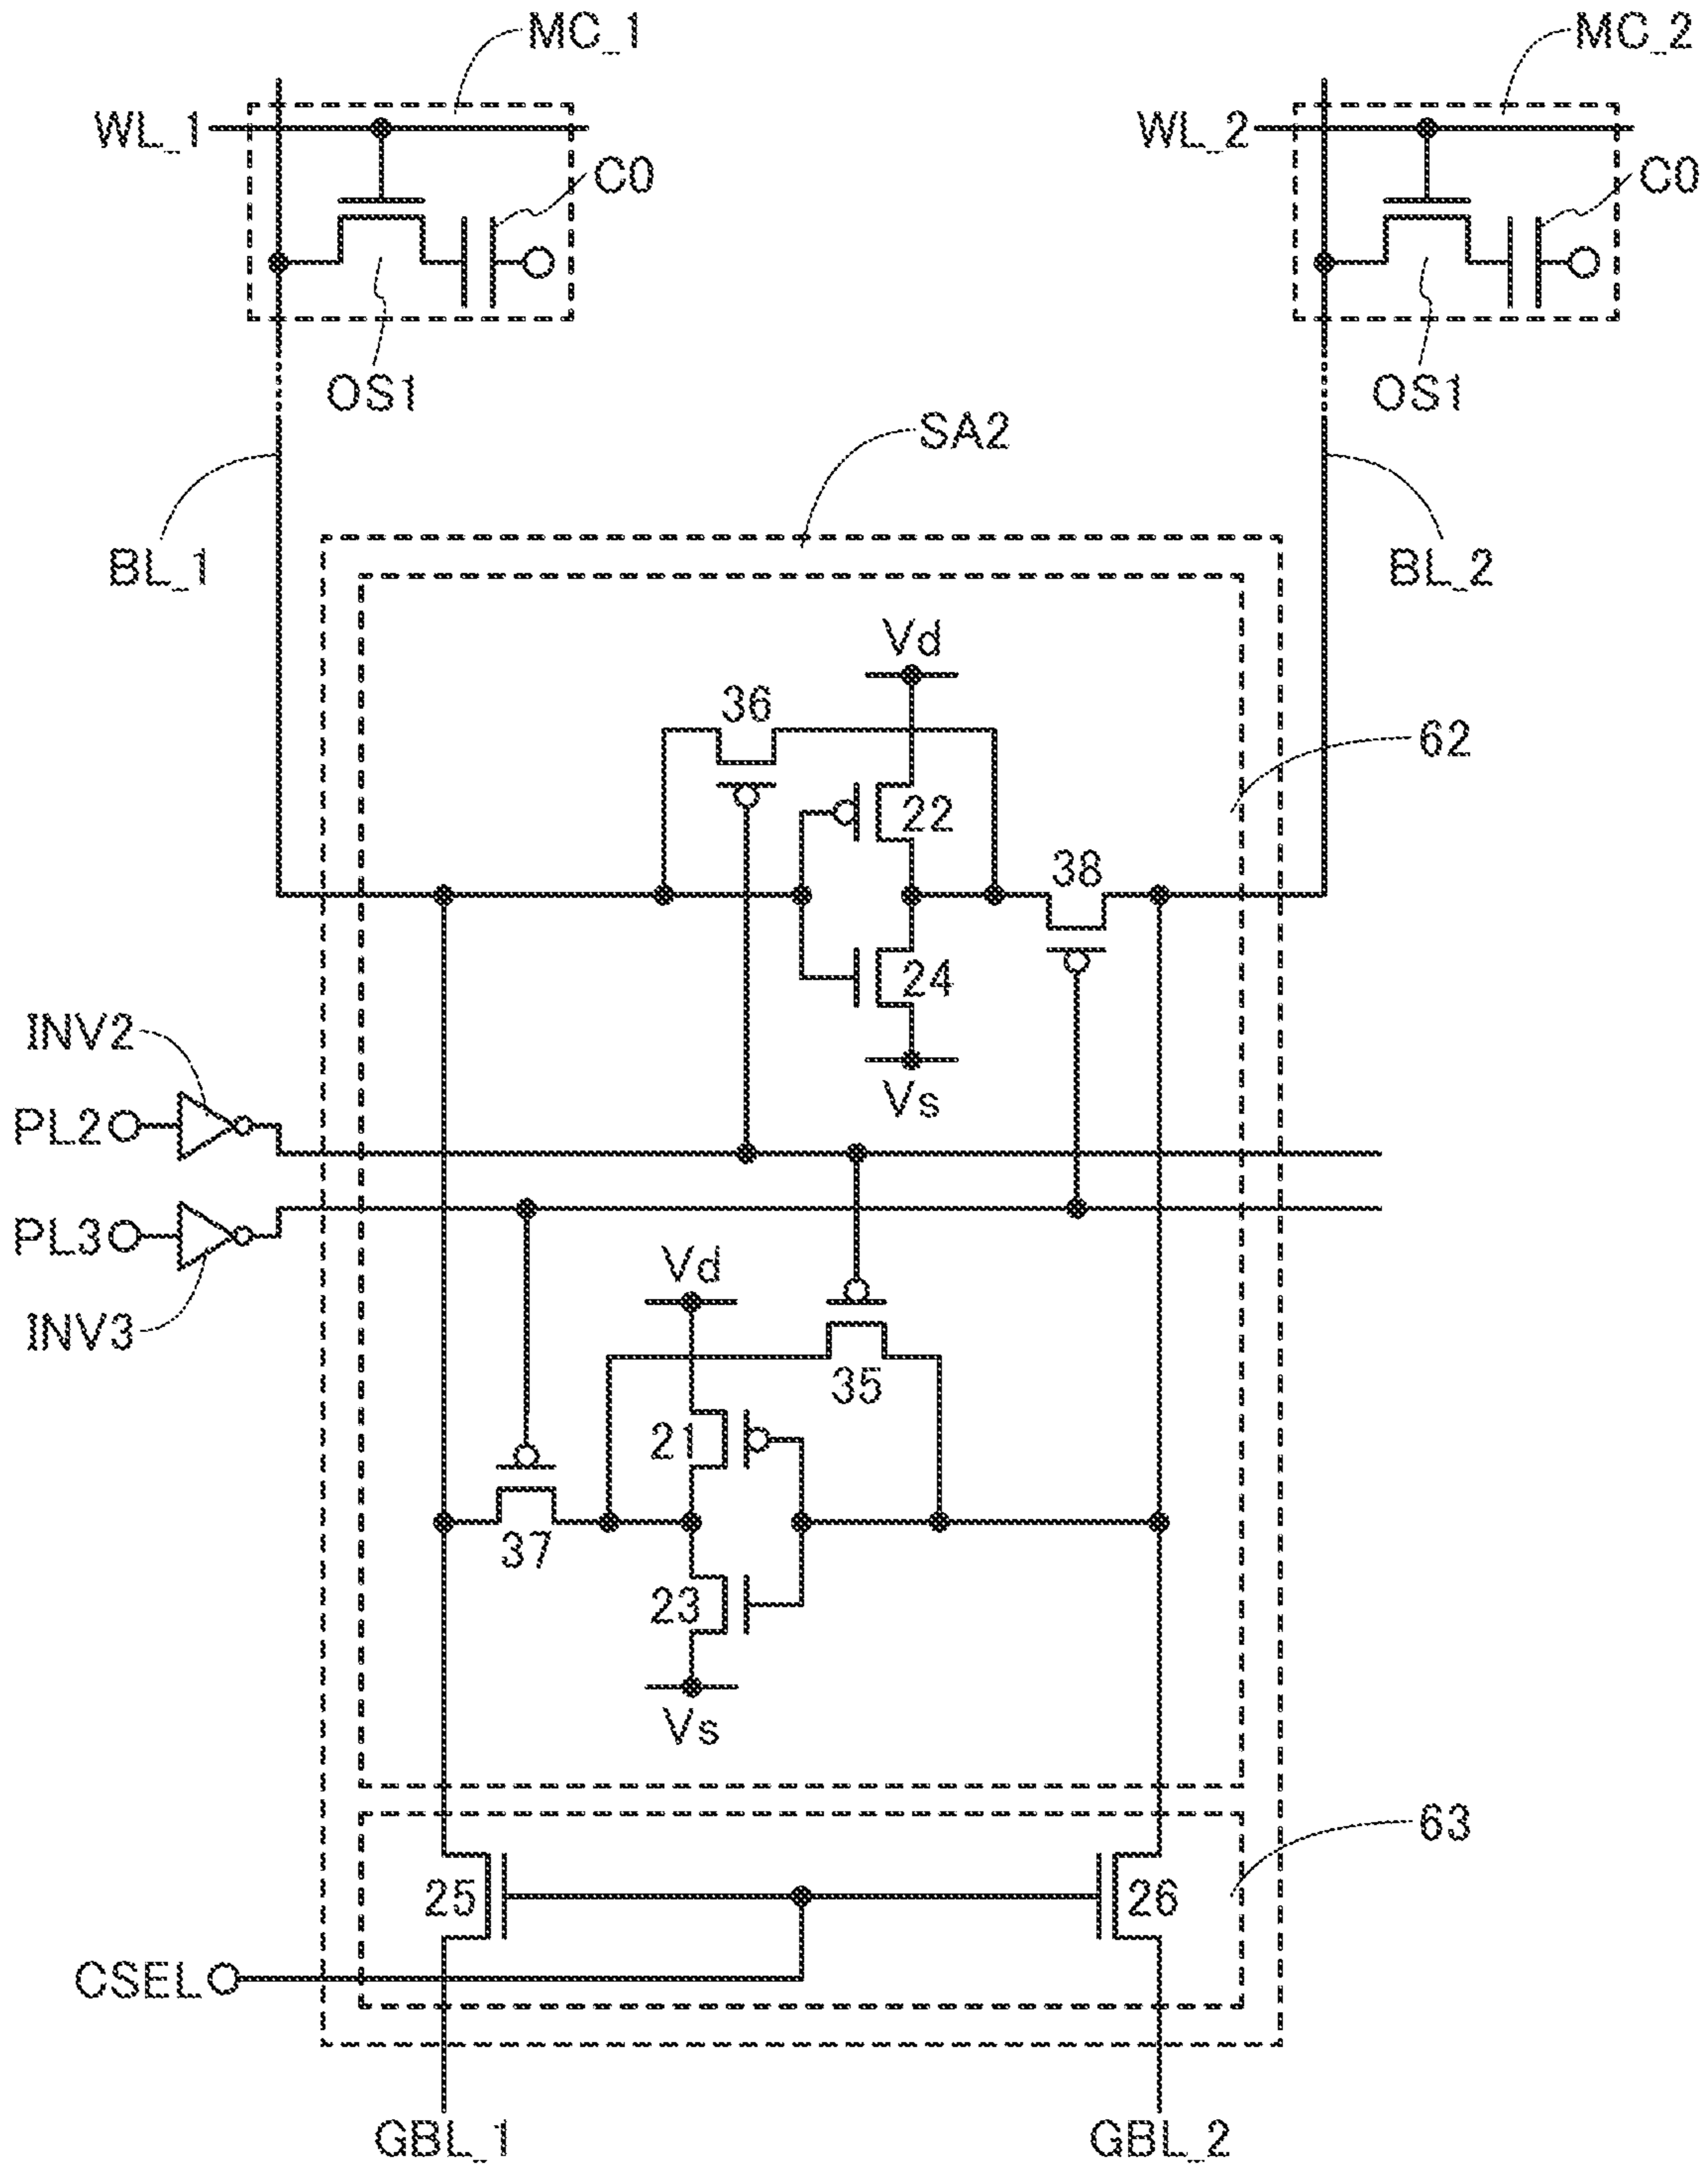 MC_1
MC_2
WL_1
WL_2
C0
C0
OS1
OS1
SA2
BL_1
BL_2
Vd
36
62
22
38
24
INV2
Vs
PL2
PL3
Vd
INV3
35
21
37
23
Vs
63
25
26
CSEL
GBL_1
GBL_2